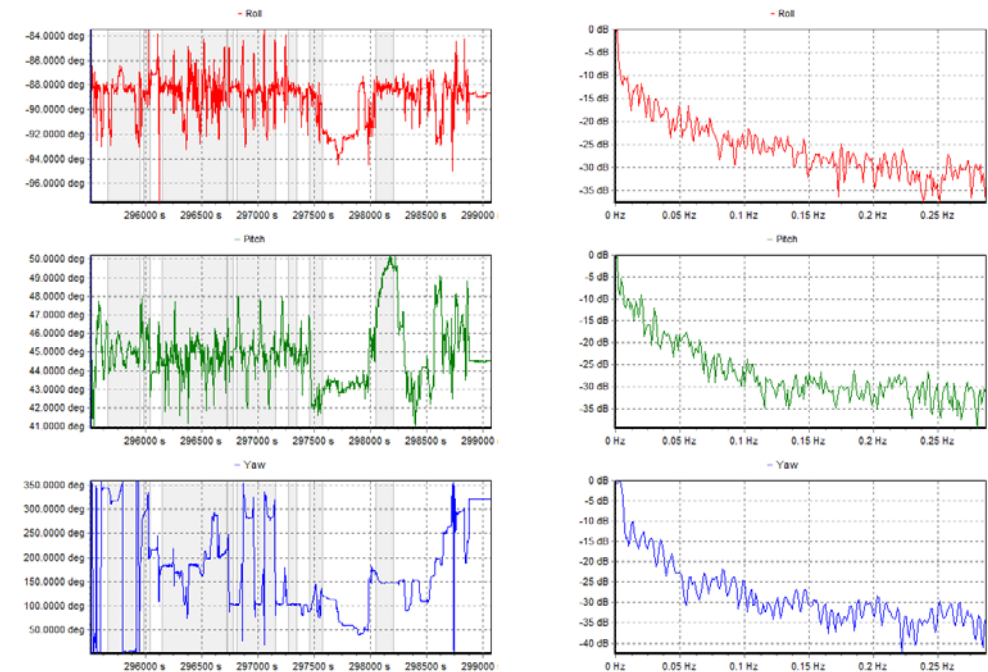 - Roll
-84.0000 deg
-86.0000 deg
-88.0000 deg
-90.0000 deg
-92.0000 deg
-94.0000 deg
-96.0000 deg
296000 s 296500 s 297000 s 297500 s 298000 s 298500 s 299000 s
- Roll
0 dB
-5 dB
-10 dB
-15 dB
-20 dB
-25 dB
-30 dB
-35 dB
0 Hz 0.05 Hz 0.1 Hz 0.15 Hz 0.2 Hz 0.25 Hz
- Pitch
50.0000 deg
49.0000 deg
48.0000 deg
47.0000 deg
46.0000 deg
45.0000 deg
44.0000 deg
43.0000 deg
42.0000 deg
41.0000 deg
296000 s 296500 s 297000 s 297500 s 298000 s 298500 s 299000
- Pitch
0 dB
-5 dB
-10 dB
-15 dB
-20 dB
-25 dB
-30 dB
-35 dB
0 Hz 0.05 Hz 0.1 Hz 0.15 Hz 0.2 Hz 0.25 Hz
- Yaw
350.0000 deg
300.0000 deg
250.0000 deg
200.0000 deg
150.0000 deg
100.0000 deg
50.0000 deg
296000 s 296500 s 297000 s 297500 s 298000 s 298500 s 299000
- Yaw
0 dB
-5 dB
-10 dB
-15 dB
-20 dB
-25 dB
-30 dB
-35 dB
-40 dB
0 Hz 0.05 Hz 0.1 Hz 0.15 Hz 0.2 Hz 0.25 Hz